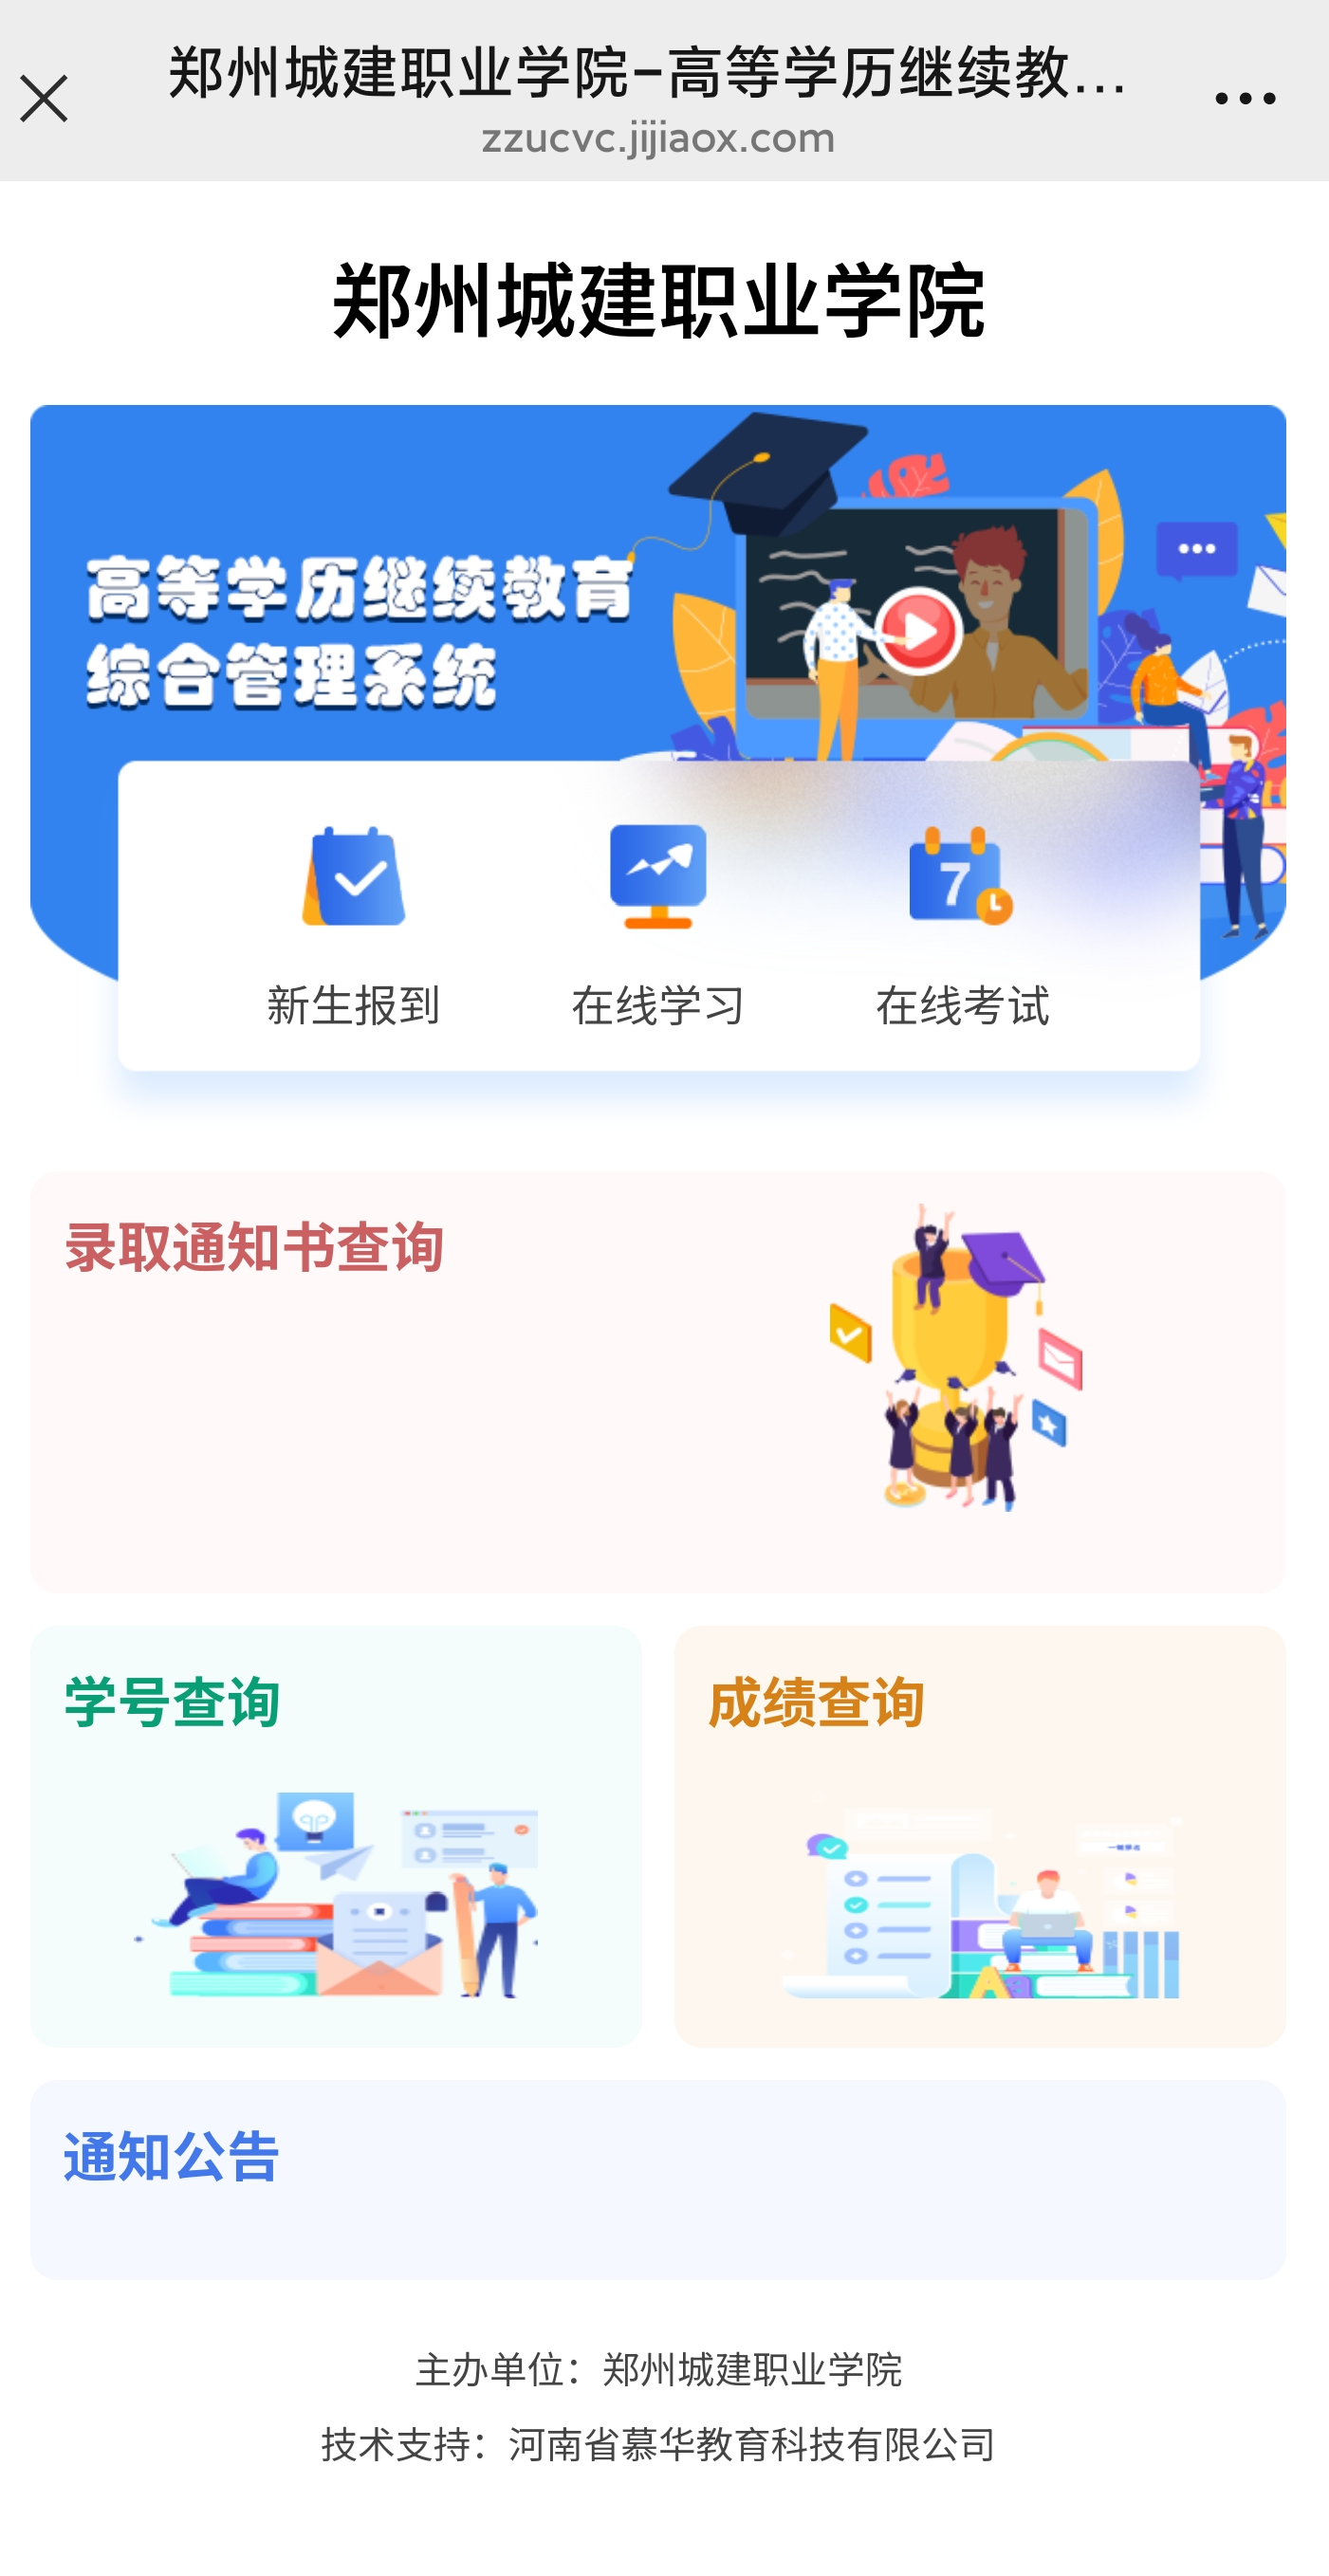 郑州城建职业学院-高等学历继续教...
zzucvc.jijiaox.com
郑州城建职业学院
高等学历继续教育
综合管理系统
7
新生报到
在线学习
在线考试
录取通知书查询
学号查询
成绩查询
A
通知公告
主办单位：郑州城建职业学院
技术支持：河南省慕华教育科技有限公司